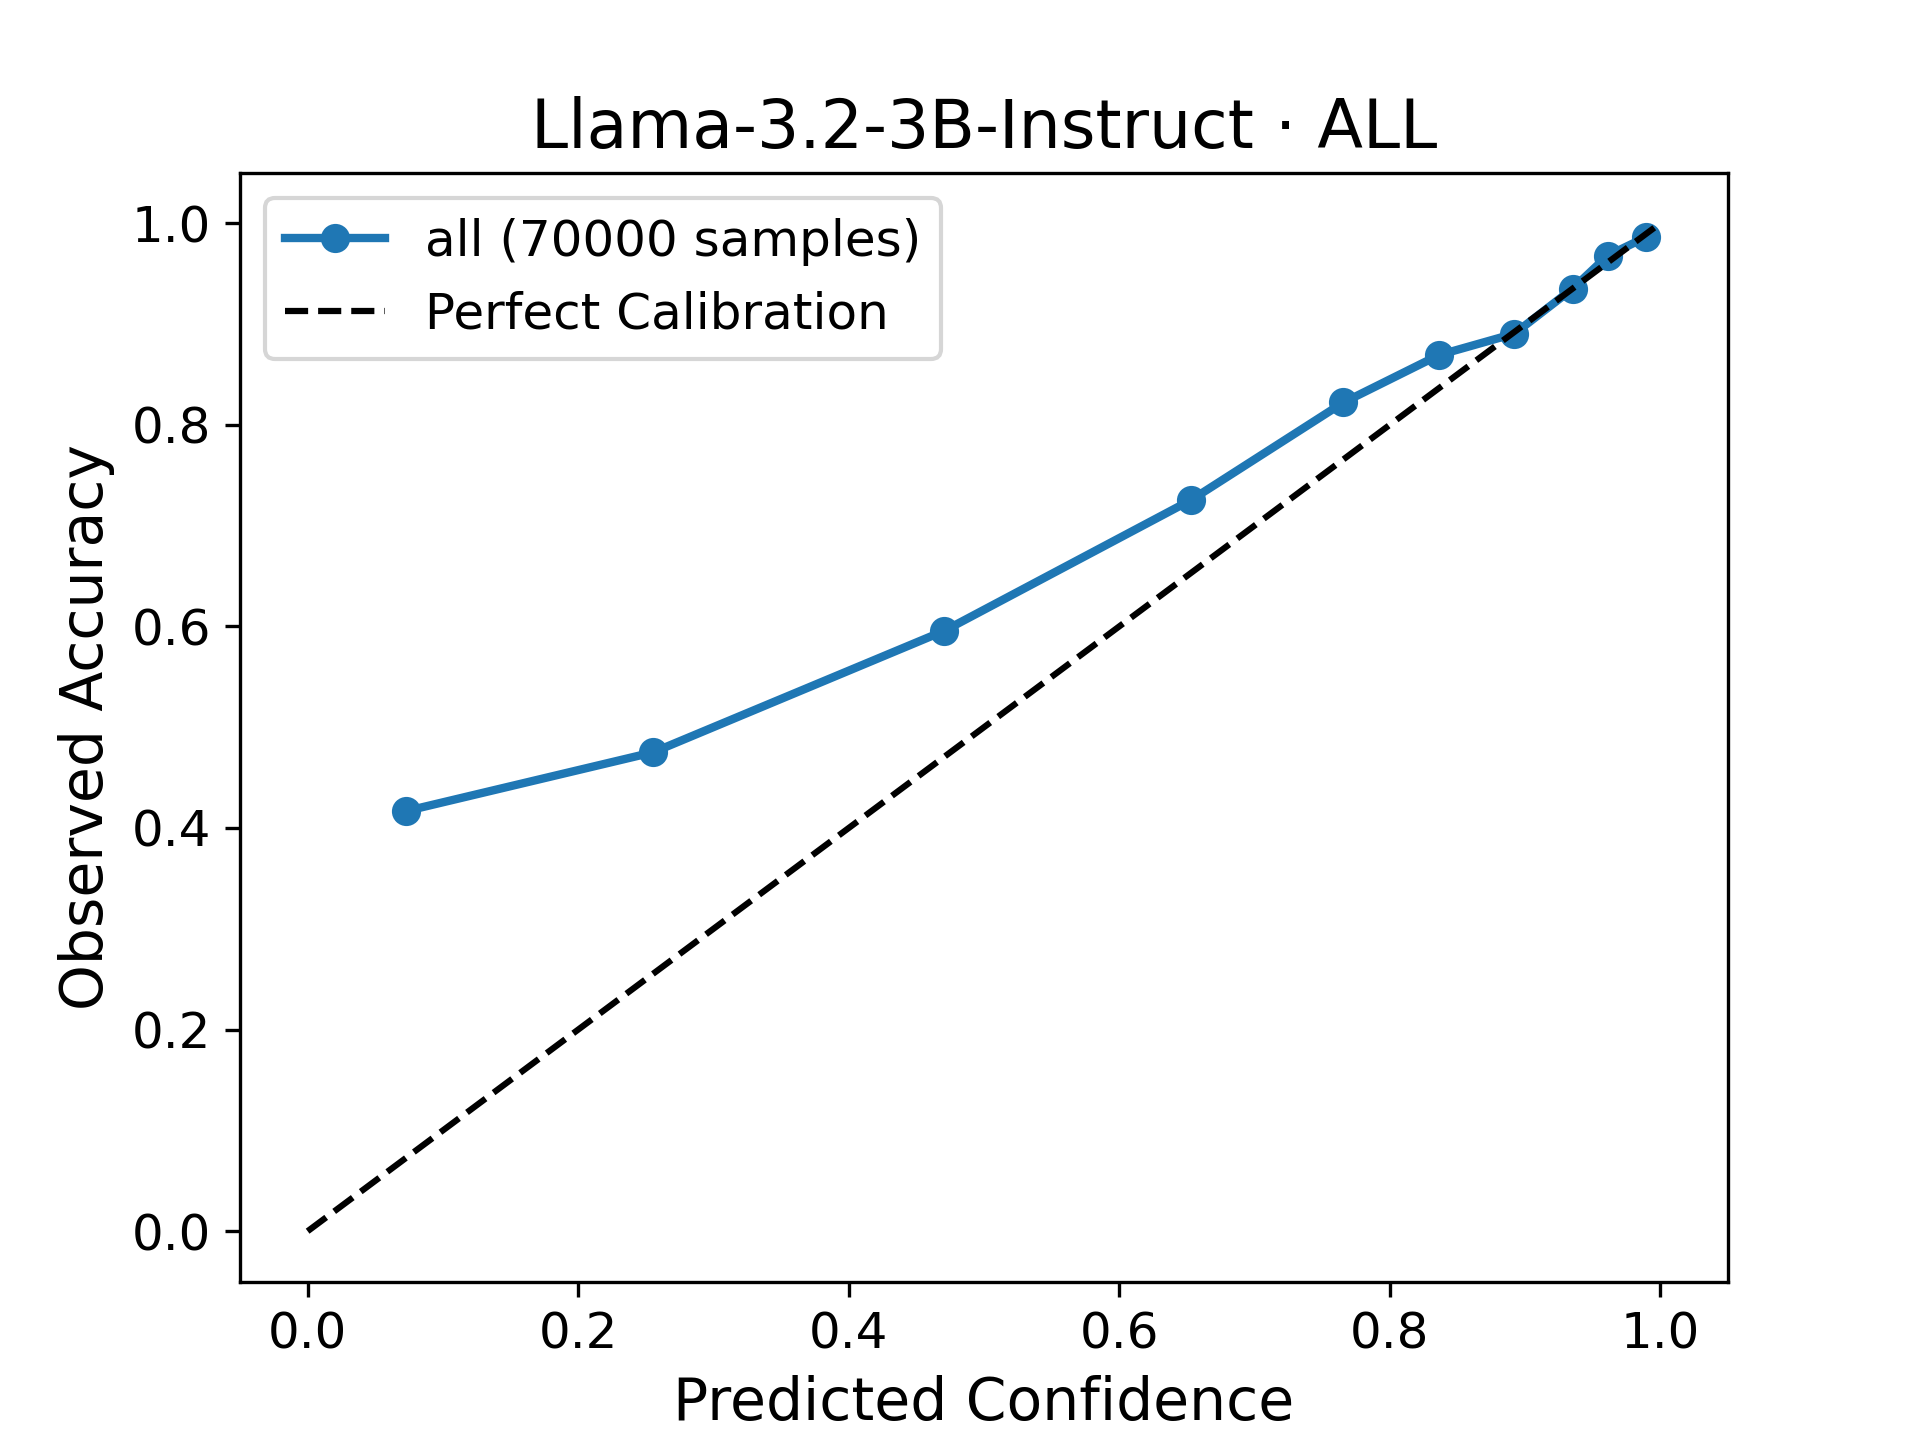 Llama-3.2-3B-Instruct · ALL
all (70000 samples)
Perfect Calibration
1.0
0.8
0.6
0.4
0.2
0.0
Observed Accuracy
0.0 0.2 0.4 0.6 0.8 1.0
Predicted Confidence